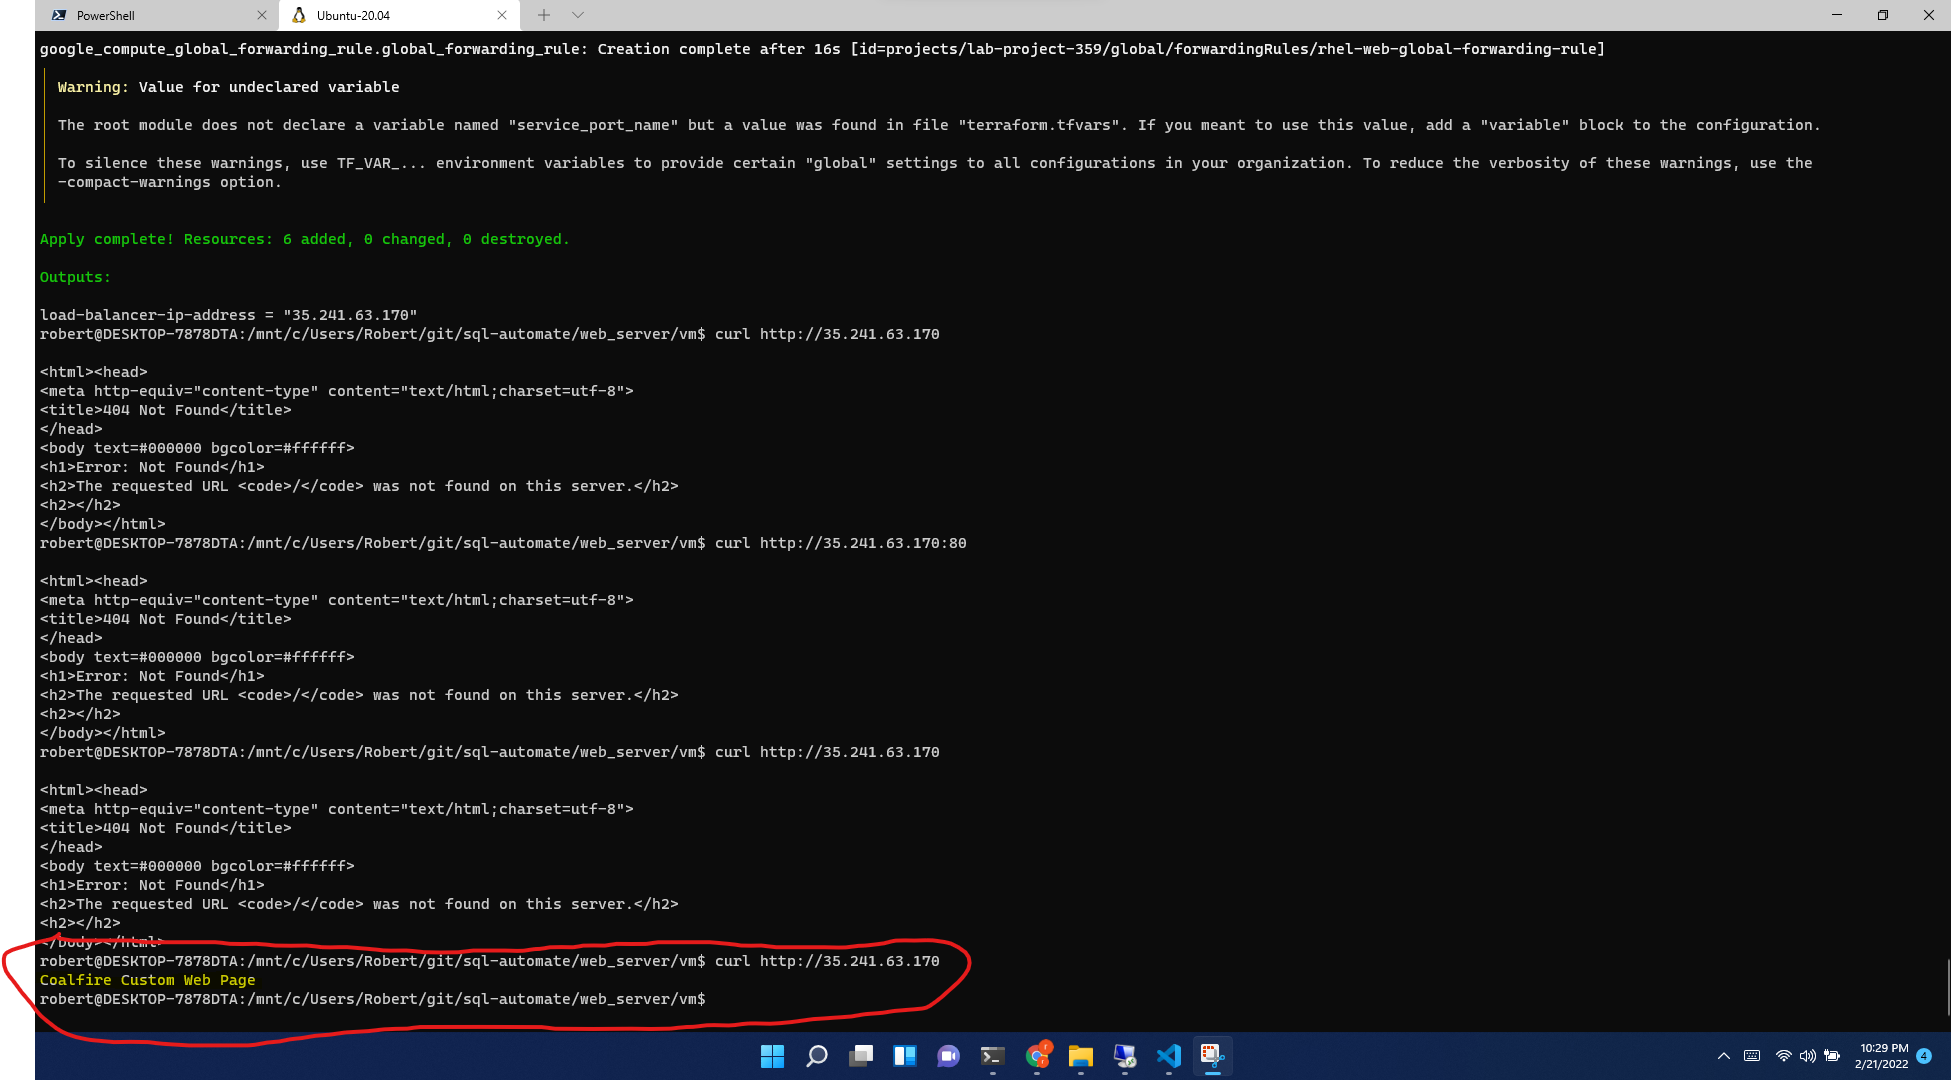 PowerShell
Ubuntu-20.04
google_compute_global_forwarding_rule.global_forwarding_rule: Creation complete after 16s [id=projects/lab-project-359/global/forwardingRules/rhel-web-global-forwarding-rule]
Warning: Value for undeclared variable
The root module does not declare a variable named "service_port_name" but a value was found in file "terraform.tfvars". If you meant to use this value, add a "variable" block to the configuration.
To silence these warnings, use TF_VAR_... environment variables to provide certain "global" settings to all configurations in your organization. To reduce the verbosity of these warnings, use the
-compact-warnings option.
Apply complete! Resources: 6 added, 0 changed, 0 destroyed.
Outputs:
load-balancer-ip-address = "35.241.63.170"
robert@DESKTOP-7878DTA:/mnt/c/Users/Robert/git/sql-automate/web_server/vm$ curl http://35.241.63.170
<html><head>
<meta http-equiv="content-type" content="text/html;charset=utf-8">
<title>404 Not Found</title>
</head>
<body text=#000000 bgcolor=#ffffff>
<h1>Error: Not Found</h1>
<h2>The requested URL <code>/</code> was not found on this server.</h2>
<h2></h2>
</body></html>
robert@DESKTOP-7878DTA:/mnt/c/Users/Robert/git/sql-automate/web_server/vm$ curl http://35.241.63.170:80
<html><head>
<meta http-equiv="content-type" content="text/html;charset=utf-8">
<title>404 Not Found</title>
</head>
<body text=#000000 bgcolor=#ffffff>
<h1>Error: Not Found</h1>
<h2>The requested URL <code>/</code> was not found on this server.</h2>
<h2></h2>
</body></html>
robert@DESKTOP-7878DTA:/mnt/c/Users/Robert/git/sql-automate/web_server/vm$ curl http://35.241.63.170
<html><head>
<meta http-equiv="content-type" content="text/html;charset=utf-8">
<title>404 Not Found</title>
</head>
<body text=#000000 bgcolor=#ffffff>
<h1>Error: Not Found</h1>
<h2>The requested URL <code>/</code> was not found on this server.</h2>
<h2></h2>
</body></html>
robert@DESKTOP-7878DTA:/mnt/c/Users/Robert/git/sql-automate/web_server/vm$ curl http://35.241.63.170
Coalfire Custom Web Page
robert@DESKTOP-7878DTA:/mnt/c/Users/Robert/git/sql-automate/web_server/vm$
10:29 PM
2/21/2022
4